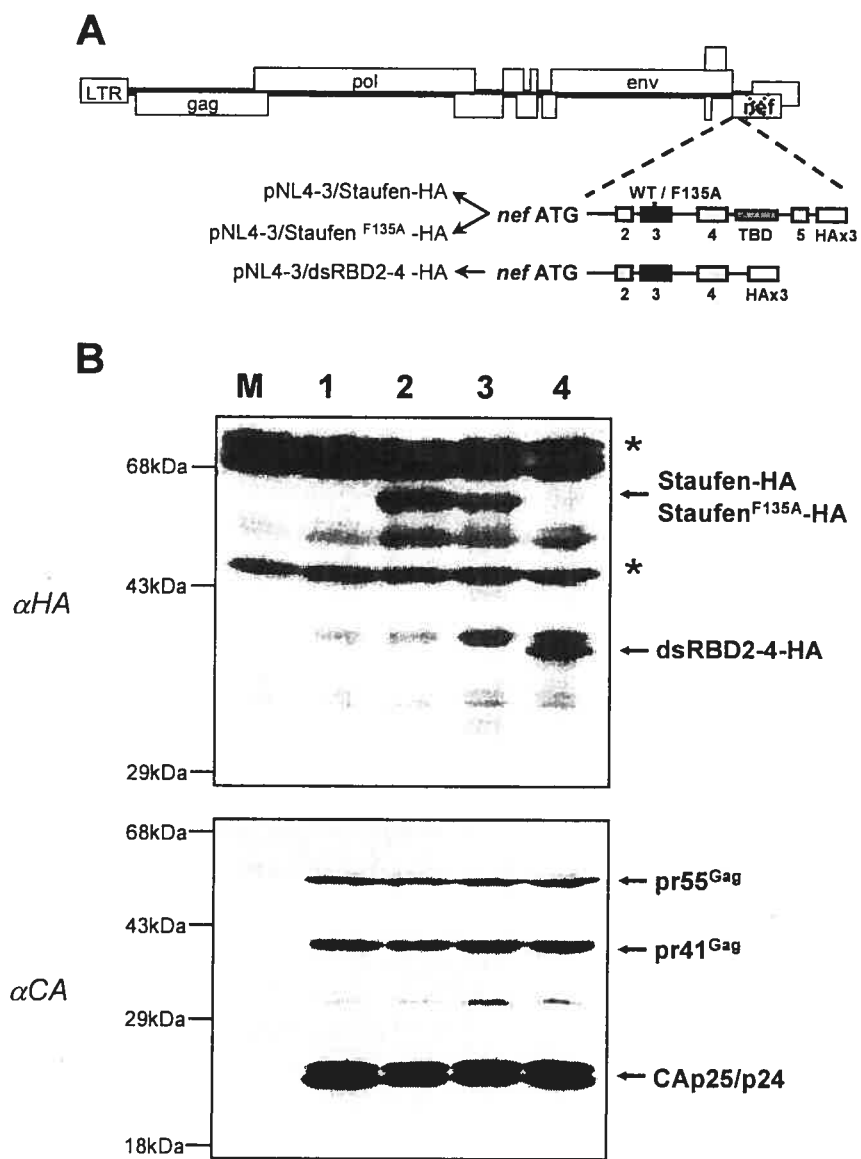 A
LTR
gag
pol
env
nef
pNL4-3/Staufen-HA
pNL4-3/Staufen F135A -HA
pNL4-3/dsRBD2-4 -HA
nef ATG
WT / F135A
2 3 4 TBD 5 HAx3
nef ATG
2 3 4 HAx3
B
M 1 2 3 4
αHA
68kDa
43kDa
29kDa
*
Staufen-HA
StaufenF135A-HA
*
dsRBD2-4-HA
αCA
68kDa
43kDa
29kDa
18kDa
pr55Gag
pr41Gag
CAp25/p24